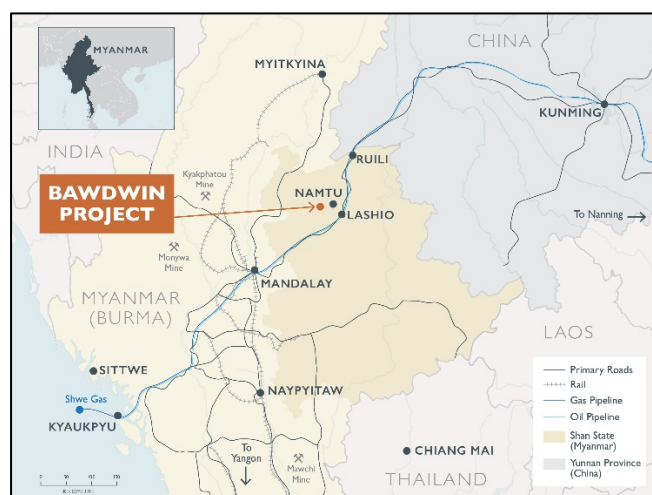 MYANMAR
CHINA
MYITKYINA
KUNMING
INDIA
RUILI
Kyakphatou
Mine
NAMTU
BAWDWIN
PROJECT
LASHIO
To Nanning
Monywa
Mine
MANDALAY
MYANMAR
(BURMA)
LAOS
SITTWE
Primary Roads
Rail
Shwe Gas
NAYPYITAW
Gas Pipeline
Oil Pipeline
KYAUKPYU
Shan State
(Myanmar)
To
Yangon
CHIANG MAI
Yunnan Province
(China)
Mawchi Mine
THAILAND